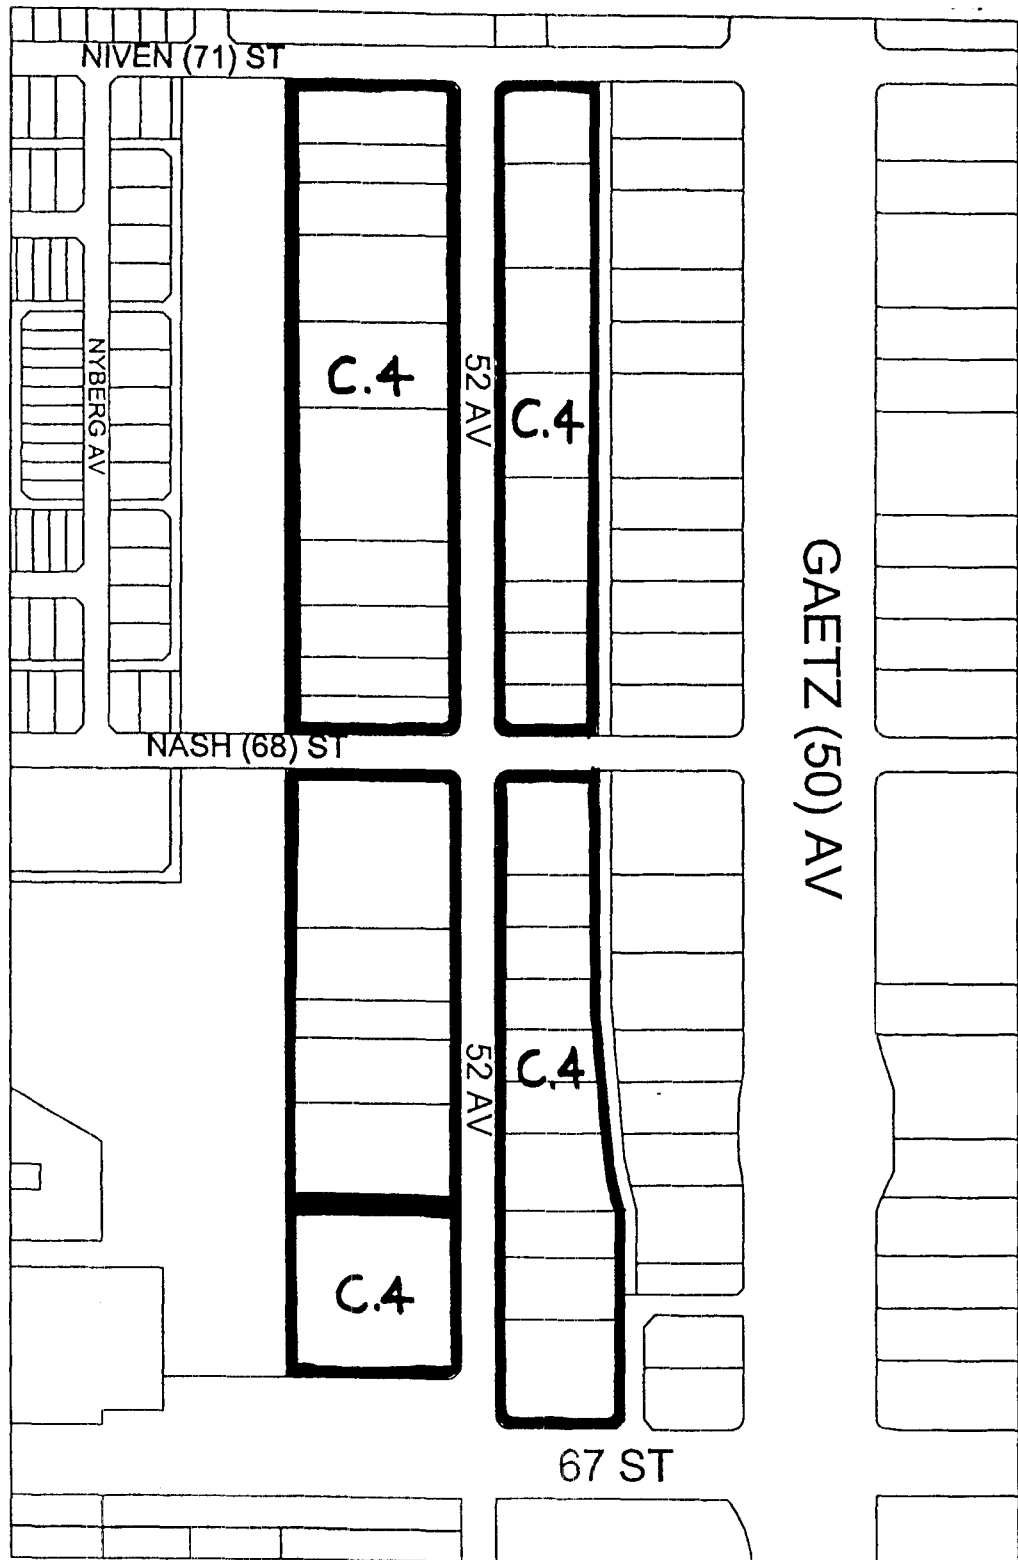 NIVEN (71) ST
NYBERG AV
C.4
52 AV
C.4
GAETZ (50) AV
NASH (68) ST
52 AV
C.4
C.4
67 ST